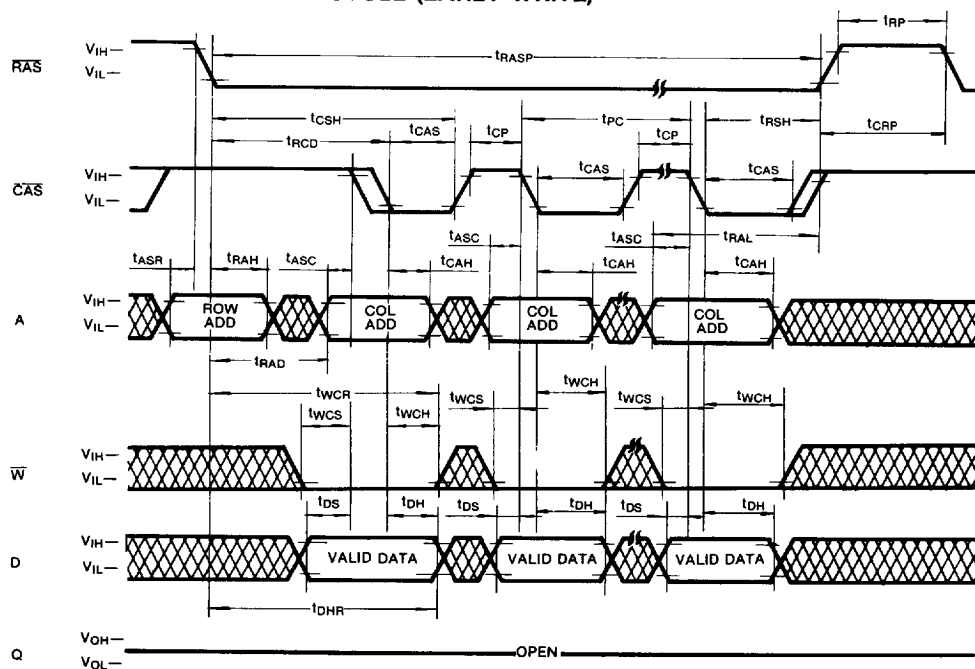 VIH
RAS
VIL
tRP
tRASP
tCSH
tRCD
tCAS
tCP
tPC
tCP
tRSH
tCRP
VIH
CAS
VIL
tCAS
tCAS
tASC
tASC
tRAL
tASR
tRAH
tASC
tCAH
tCAH
tCAH
VIH
A
VIL
ROW
ADD
COL
ADD
COL
ADD
COL
ADD
tRAD
tWCR
tWCS
tWCH
tWCS
tWCH
tWCS
tWCH
VIH
W
VIL
tDS
tDH
tDS
tDH
tDS
tDH
VIH
D
VIL
VALID DATA
VALID DATA
VALID DATA
tDHR
VOH
Q
VOL
OPEN